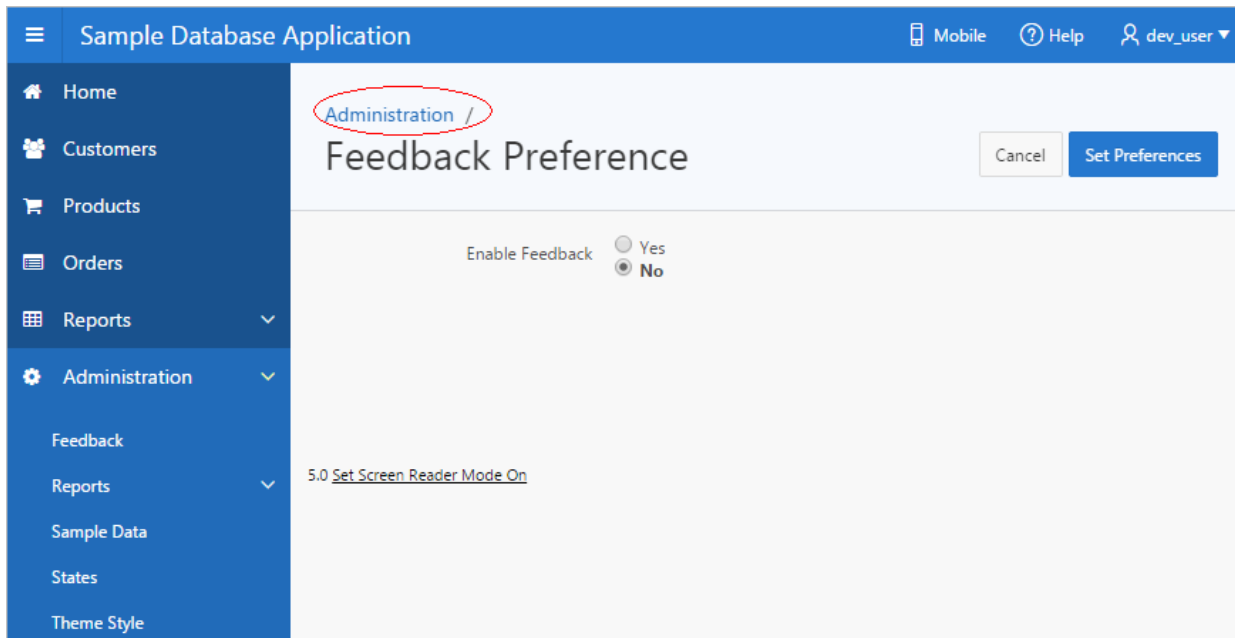 Sample Database Application
Mobile
Help
dev_user
Home
Customers
Products
Orders
Reports
Administration
Feedback
Reports
Sample Data
States
Theme Style
Administration /
Feedback Preference
Cancel
Set Preferences
Enable Feedback
Yes
No
5.0 Set Screen Reader Mode On